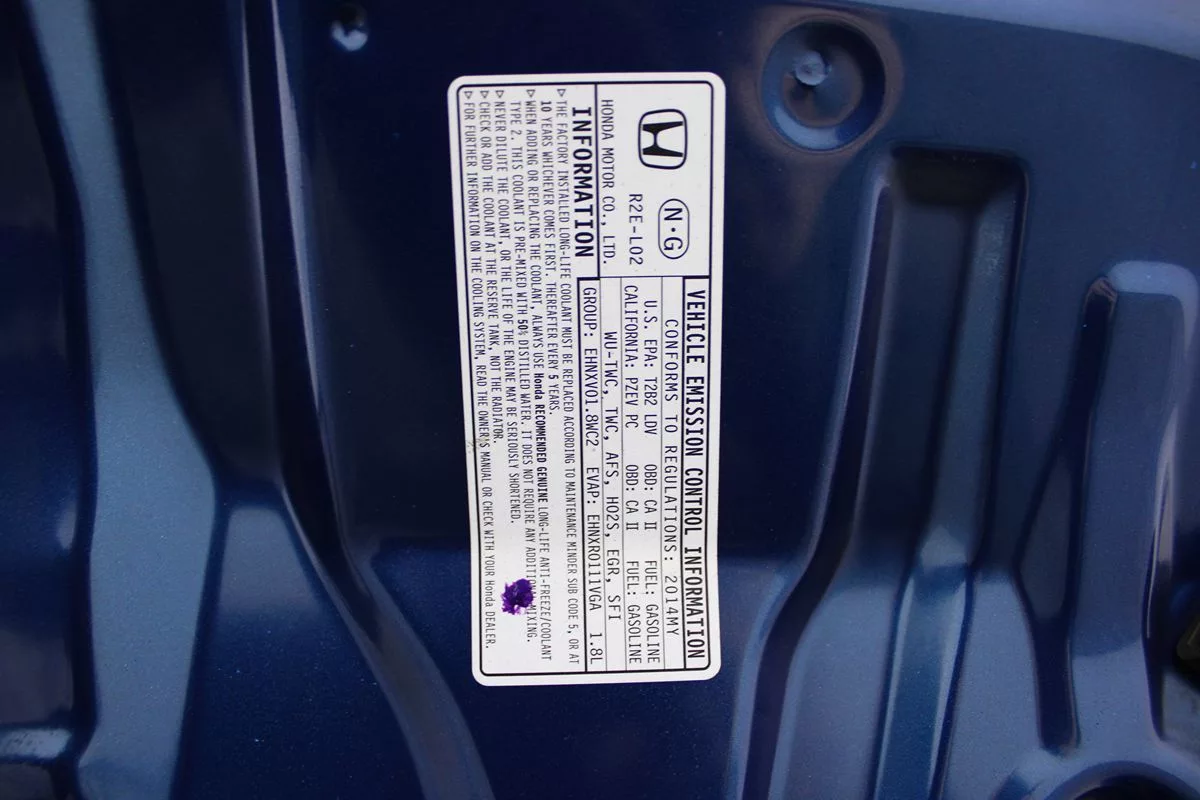 N·G
R2E-L02
HONDA MOTOR CO., LTD.
VEHICLE EMISSION CONTROL INFORMATION
CONFORMS TO REGULATIONS: 2014MY
U.S. EPA: T2B2 LDV OBD: CA II FUEL: GASOLINE
CALIFORNIA: PZEV PC OBD: CA II FUEL: GASOLINE
WU-TWC, TWC, AFS, HO2S, EGR, SFI
GROUP: EHNXV01.8WC2 EVAP: EHNXR0111VGA 1.8L
INFORMATION
▷THE FACTORY INSTALLED LONG-LIFE COOLANT MUST BE REPLACED ACCORDING TO MAINTENANCE MINDER SUB CODE 5, OR AT
10 YEARS WHICHEVER COMES FIRST. THEREAFTER EVERY 5 YEARS.
▷WHEN ADDING OR REPLACING THE COOLANT, ALWAYS USE Honda RECOMMENDED GENUINE LONG-LIFE ANTI-FREEZE/COOLANT
TYPE 2. THIS COOLANT IS PRE-MIXED WITH 50% DISTILLED WATER. IT DOES NOT REQUIRE ANY ADDITIONAL MIXING.
▷NEVER DILUTE THE COOLANT, OR THE LIFE OF THE ENGINE MAY BE SERIOUSLY SHORTENED.
▷CHECK OR ADD THE COOLANT AT THE RESERVE TANK, NOT THE RADIATOR.
▷FOR FURTHER INFORMATION ON THE COOLING SYSTEM, READ THE OWNER'S MANUAL OR CHECK WITH YOUR Honda DEALER.